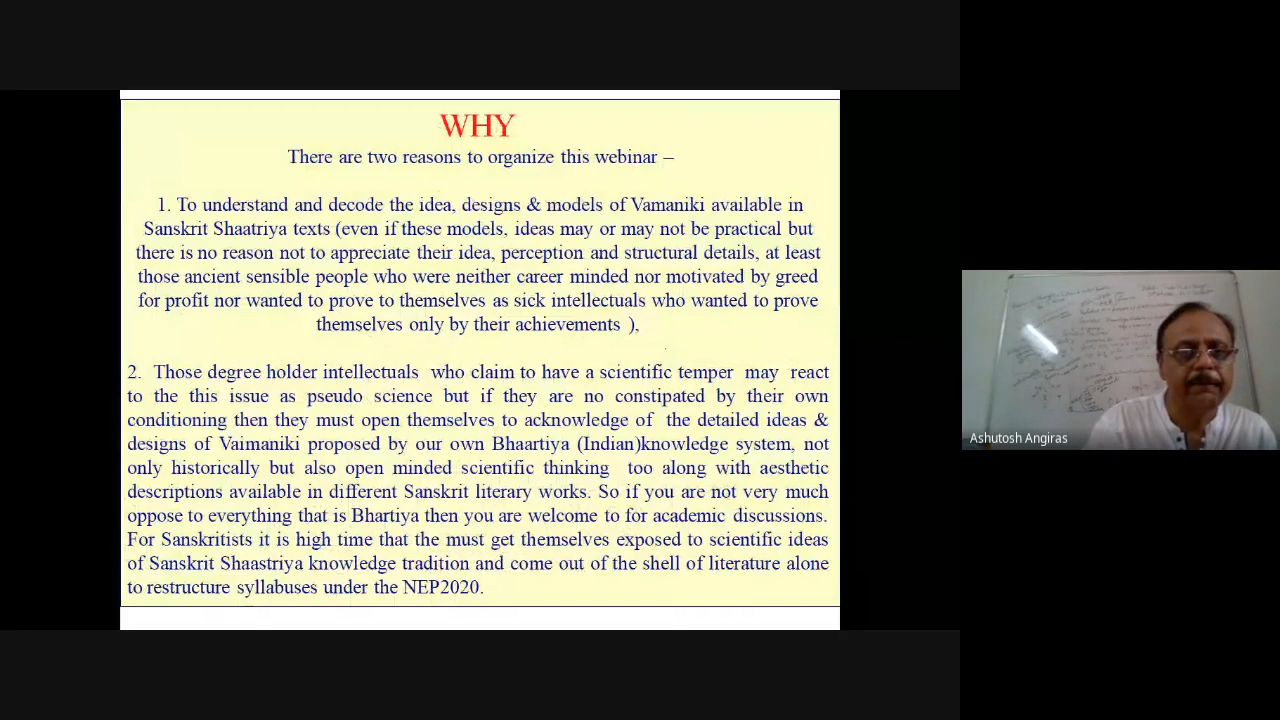 WHY
There are two reasons to organize this webinar –
1. To understand and decode the idea, designs & models of Vamaniki available in
Sanskrit Shaatriya texts (even if these models, ideas may or may not be practical but
there is no reason not to appreciate their idea, perception and structural details, at least
those ancient sensible people who were neither career minded nor motivated by greed
for profit nor wanted to prove to themselves as sick intellectuals who wanted to prove
themselves only by their achievements ),
2. Those degree holder intellectuals who claim to have a scientific temper may react
to the this issue as pseudo science but if they are no constipated by their own
conditioning then they must open themselves to acknowledge of the detailed ideas &
designs of Vaimaniki proposed by our own Bhaartiya (Indian)knowledge system, not
only historically but also open minded scientific thinking too along with aesthetic
descriptions available in different Sanskrit literary works. So if you are not very much
oppose to everything that is Bhartiya then you are welcome to for academic discussions.
For Sanskritists it is high time that the must get themselves exposed to scientific ideas
of Sanskrit Shaastriya knowledge tradition and come out of the shell of literature alone
to restructure syllabuses under the NEP2020.
Ashutosh Angiras